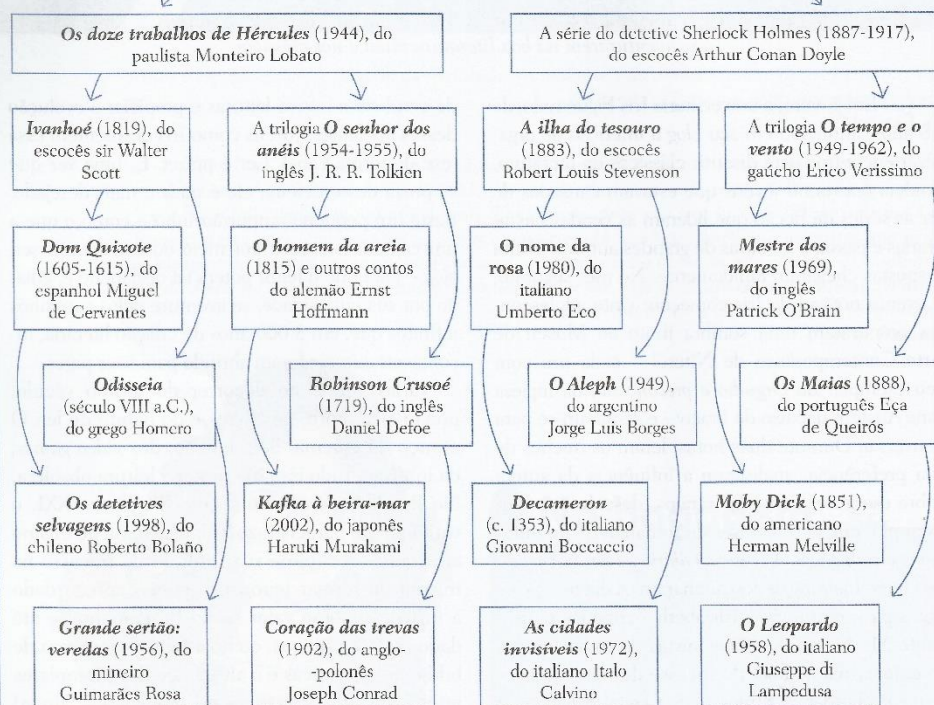 Os doze trabalhos de Hércules (1944), do
paulista Monteiro Lobato
A série do detetive Sherlock Holmes (1887-1917),
do escocês Arthur Conan Doyle
Ivanhoé (1819), do
escocês sir Walter
Scott
A trilogia O senhor dos
anéis (1954-1955), do
inglês J. R. R. Tolkien
A ilha do tesouro
(1883), do escocês
Robert Louis Stevenson
A trilogia O tempo e o
vento (1949-1962), do
gaúcho Erico Verissimo
Dom Quixote
(1605-1615), do
espanhol Miguel
de Cervantes
O homem da areia
(1815) e outros contos
do alemão Ernst
Hoffmann
O nome da
rosa (1980), do
italiano
Umberto Eco
Mestre dos
mares (1969),
do inglês
Patrick O'Brain
Odisseia
(século VIII a.C.),
do grego Homero
Robinson Crusoé
(1719), do inglês
Daniel Defoe
O Aleph (1949),
do argentino
Jorge Luis Borges
Os Maias (1888),
do português Eça
de Queirós
Os detetives
selvagens (1998), do
chileno Roberto Bolaño
Kafka à beira-mar
(2002), do japonês
Haruki Murakami
Decameron
(c. 1353), do italiano
Giovanni Boccaccio
Moby Dick (1851),
do americano
Herman Melville
Grande sertão:
veredas (1956), do
mineiro
Guimarães Rosa
Coração das trevas
(1902), do anglo-
-polonês
Joseph Conrad
As cidades
invisíveis (1972),
do italiano Italo
Calvino
O Leopardo
(1958), do italiano
Giuseppe di
Lampedusa